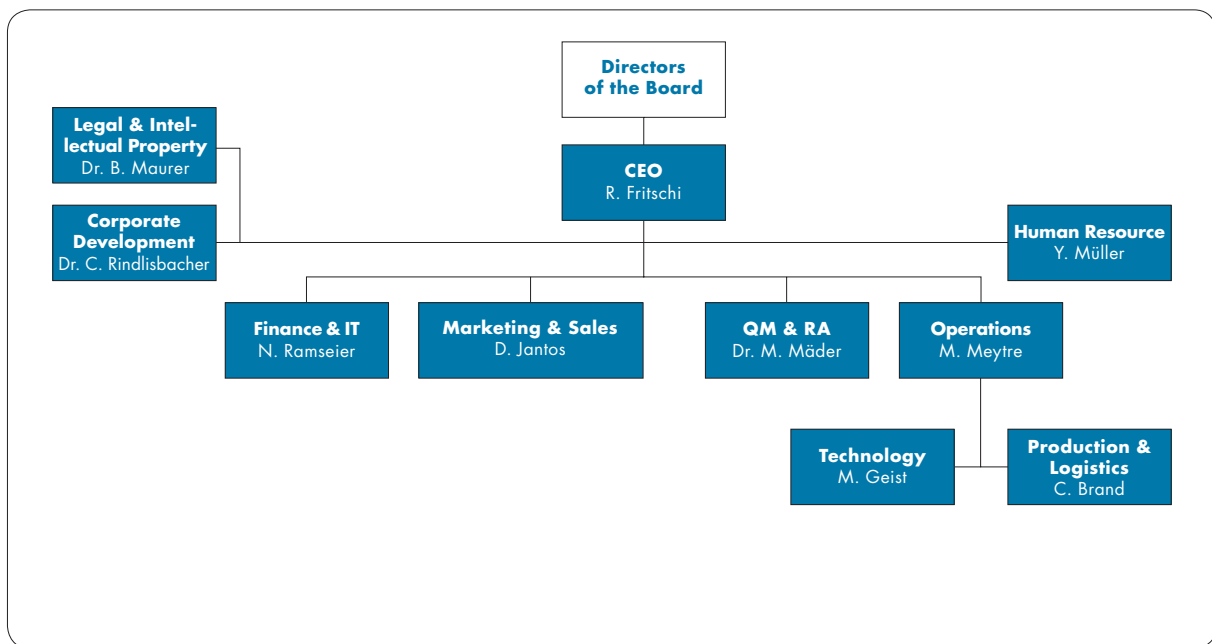 Directors
of the Board
Legal & Intel-
lectual Property
Dr. B. Maurer
CEO
R. Fritschi
Corporate
Development
Dr. C. Rindlisbacher
Human Resource
Y. Müller
Finance & IT
N. Ramseier
Marketing & Sales
D. Jantos
QM & RA
Dr. M. Mäder
Operations
M. Meytre
Technology
M. Geist
Production &
Logistics
C. Brand